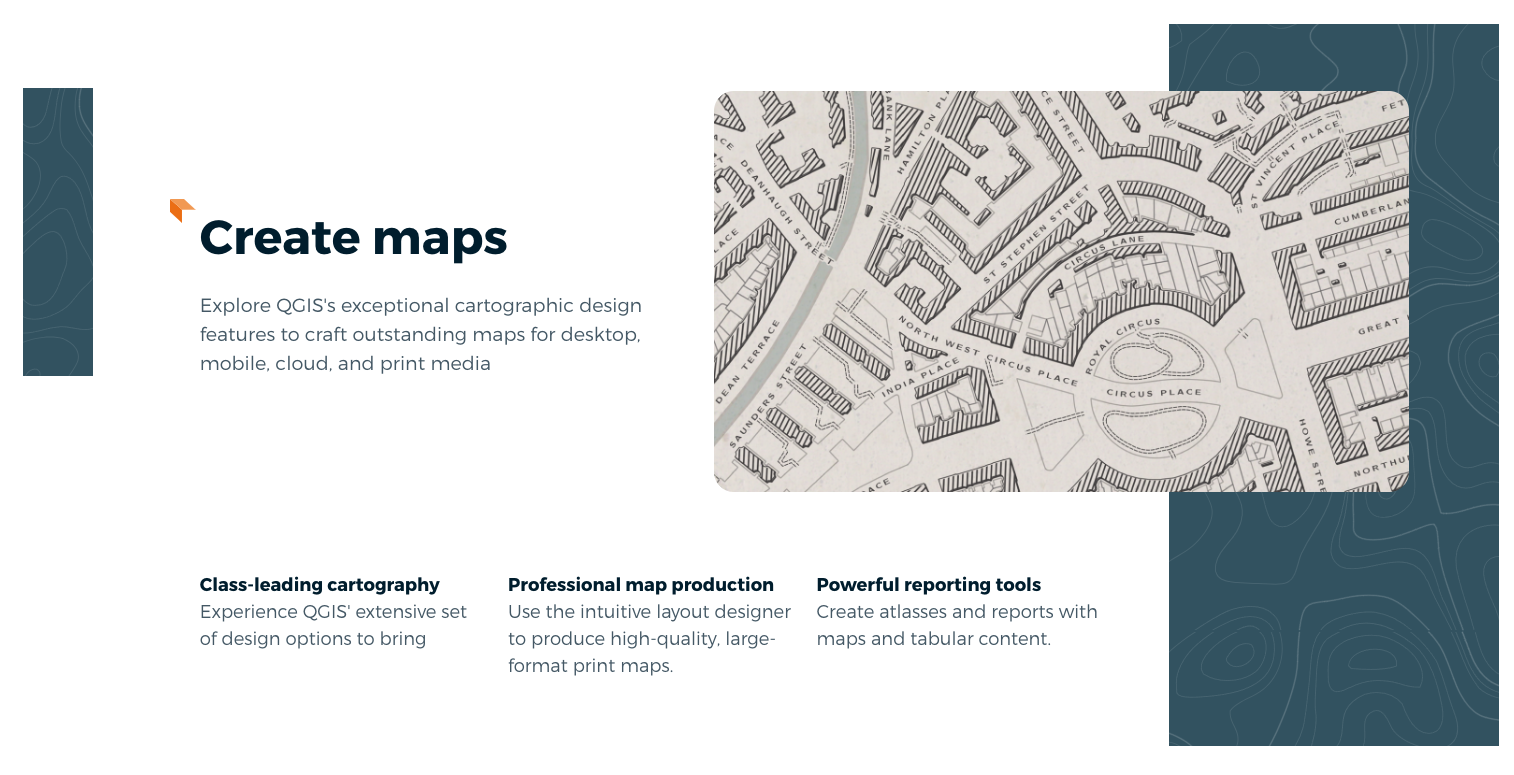 Create maps
Explore QGIS's exceptional cartographic design
features to craft outstanding maps for desktop,
mobile, cloud, and print media
BANK LANE
HAMILTON
STREET
FET
ST VINCENT PLACE
DEANHAUGH STREET
PLACE
ST STEPHEN STREET
CIRCUS LANE
DEAN TERRACE
SAUNDERS STREET
NORTH WEST CIRCUS PLACE
INDIA PLACE
ROYAL CIRCUS
CIRCUS PLACE
GREAT
HOWE
Class-leading cartography
Experience QGIS' extensive set
of design options to bring
Professional map production
Use the intuitive layout designer
to produce high-quality, large-
format print maps.
Powerful reporting tools
Create atlasses and reports with
maps and tabular content.